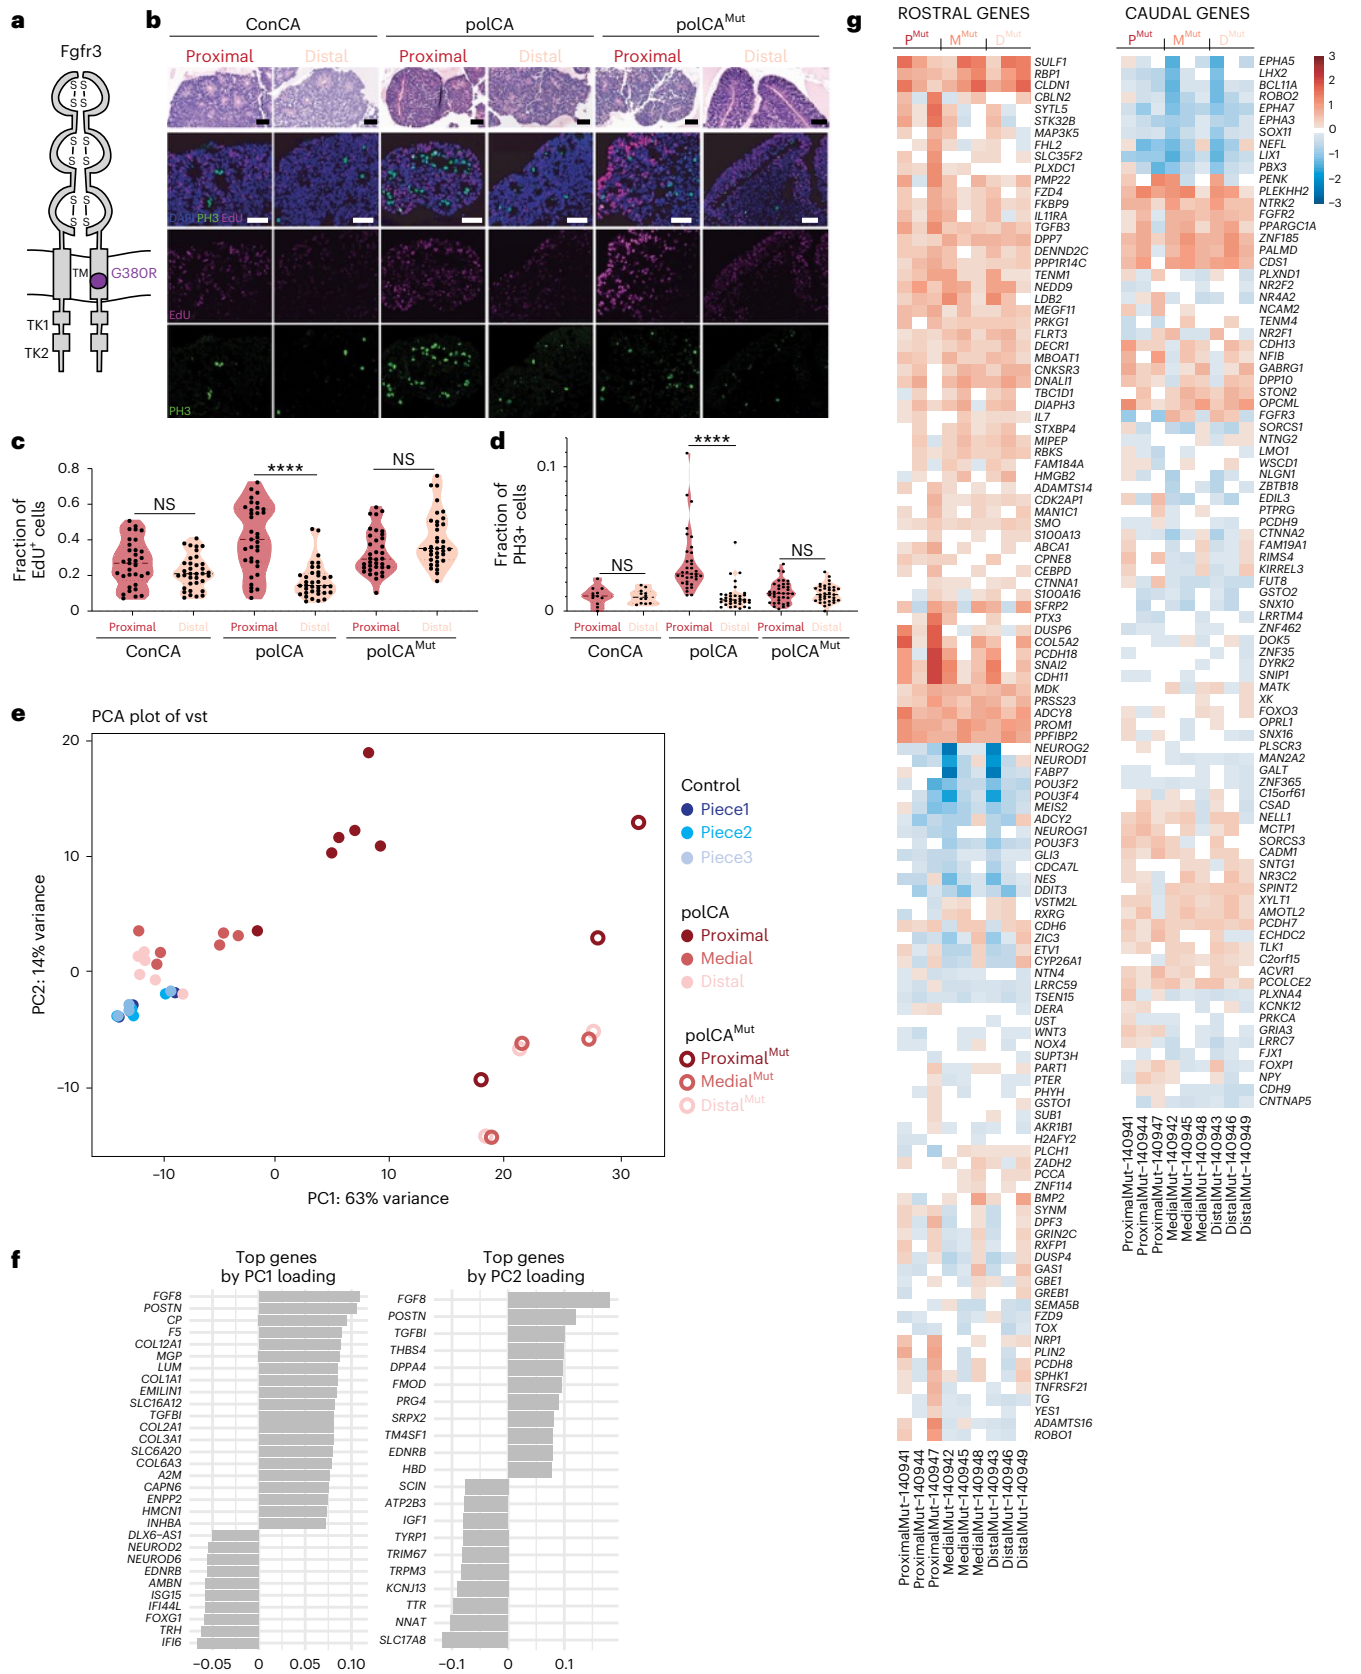 a
Fgfr3
S S
S S
S
S
S
S
S
S
S
S
TM
G380R
TK1
TK2
b
ConCA
polCA
polCA^Mut
Proximal
Distal
Proximal
Distal
Proximal
Distal
DAPI PH3 EdU
EdU
PH3
c
Fraction of
EdU+ cells
0.8
0.6
0.4
0.2
0
NS
****
NS
Proximal
Distal
Proximal
Distal
Proximal
Distal
ConCA
polCA
polCA^Mut
d
Fraction of
PH3+ cells
0.1
0
NS
****
NS
Proximal
Distal
Proximal
Distal
Proximal
Distal
ConCA
polCA
polCA^Mut
e
PCA plot of vst
PC2: 14% variance
20
10
0
−10
−10
0
10
20
30
PC1: 63% variance
Control
Piece1
Piece2
Piece3
polCA
Proximal
Medial
Distal
polCA^Mut
Proximal^Mut
Medial^Mut
Distal^Mut
f
Top genes
by PC1 loading
FGF8
POSTN
CP
F5
COL12A1
MGP
LUM
COL1A1
EMILIN1
SLC16A12
TGFBI
COL2A1
COL3A1
SLC6A20
COL6A3
A2M
CAPN6
ENPP2
HMCN1
INHBA
DLX6−AS1
NEUROD2
NEUROD6
EDNRB
AMBN
ISG15
IFI44L
FOXG1
TRH
IFI6
−0.05
0
0.05
0.10
Top genes
by PC2 loading
FGF8
POSTN
TGFBI
THBS4
DPPA4
FMOD
PRG4
SRPX2
TM4SF1
EDNRB
HBD
SCIN
ATP2B3
IGF1
TYRP1
TRIM67
TRPM3
KCNJ13
TTR
NNAT
SLC17A8
−0.1
0
0.1
g
ROSTRAL GENES
P^Mut
M^Mut
D^Mut
SULF1
RBP1
CLDN1
CBLN2
SYTL5
STK32B
MAP3K5
FHL2
SLC35F2
PLXDC1
PMP22
FZD4
FKBP9
IL11RA
TGFB3
DPP7
DENND2C
PPP1R14C
TENM1
NEDD9
LDB2
MEGF11
PRKG1
FLRT3
DECR1
MBOAT1
CNKSR3
DNALI1
TBC1D1
DIAPH3
IL7
STXBP4
MIPEP
RBKS
FAM184A
HMGB2
ADAMTS14
CDK2AP1
MAN1C1
SMO
S100A13
ABCA1
CPNE8
CEBPD
CTNNA1
S100A16
SFRP2
PTX3
DUSP6
COL5A2
PCDH18
SNAI2
CDH11
MDK
PRSS23
ADCY8
PROM1
PPFIBP2
NEUROG2
NEUROD1
FABP7
POU3F2
POU3F4
MEIS2
ADCY2
NEUROG1
POU3F3
GLI3
CDCA7L
NES
DDIT3
VSTM2L
RXRG
CDH6
ZIC3
ETV1
CYP26A1
NTN4
LRRC59
TSEN15
DERA
UST
WNT3
NOX4
SUPT3H
PART1
PTER
PHYH
GSTO1
SUB1
AKR1B1
H2AFY2
PLCH1
ZADH2
PCCA
ZNF114
BMP2
SYNM
DPF3
GRIN2C
RXFP1
DUSP4
GAS1
GBE1
GREB1
SEMA5B
FZD9
TOX
NRP1
PLIN2
PCDH8
SPHK1
TNFRSF21
TG
YES1
ADAMTS16
ROBO1
ProximalMut−140941
ProximalMut−140944
ProximalMut−140947
MedialMut−140942
MedialMut−140945
MedialMut−140948
DistalMut−140943
DistalMut−140946
DistalMut−140949
CAUDAL GENES
P^Mut
M^Mut
D^Mut
EPHA5
LHX2
BCL11A
ROBO2
EPHA7
EPHA3
SOX11
NEFL
LIX1
PBX3
PENK
PLEKHH2
NTRK2
FGFR2
PPARGC1A
ZNF185
PALMD
CDS1
PLXND1
NR2F2
NR4A2
NCAM2
TENM4
NR2F1
CDH13
NFIB
GABRG1
DPP10
STON2
OPCML
FGFR3
SORCS1
NTNG2
LMO1
WSCD1
NLGN1
ZBTB18
EDIL3
PTPRG
PCDH9
CTNNA2
FAM19A1
RIMS4
KIRREL3
FUT8
GSTO2
SNX10
LRRTM4
ZNF462
DOK5
ZNF35
DYRK2
SNIP1
MATK
XK
FOXO3
OPRL1
SNX16
PLSCR3
MAN2A2
GALT
ZNF365
C15orf61
CSAD
NELL1
MCTP1
SORCS3
CADM1
SNTG1
NR3C2
SPINT2
XYLT1
AMOTL2
PCDH7
ECHDC2
TLK1
C2orf15
ACVR1
PCOLCE2
PLXNA4
KCNK12
PRKCA
GRIA3
LRRC7
FJX1
FOXP1
NPY
CDH9
CNTNAP5
ProximalMut−140941
ProximalMut−140944
ProximalMut−140947
MedialMut−140942
MedialMut−140945
MedialMut−140948
DistalMut−140943
DistalMut−140946
DistalMut−140949
3
2
1
0
−1
−2
−3